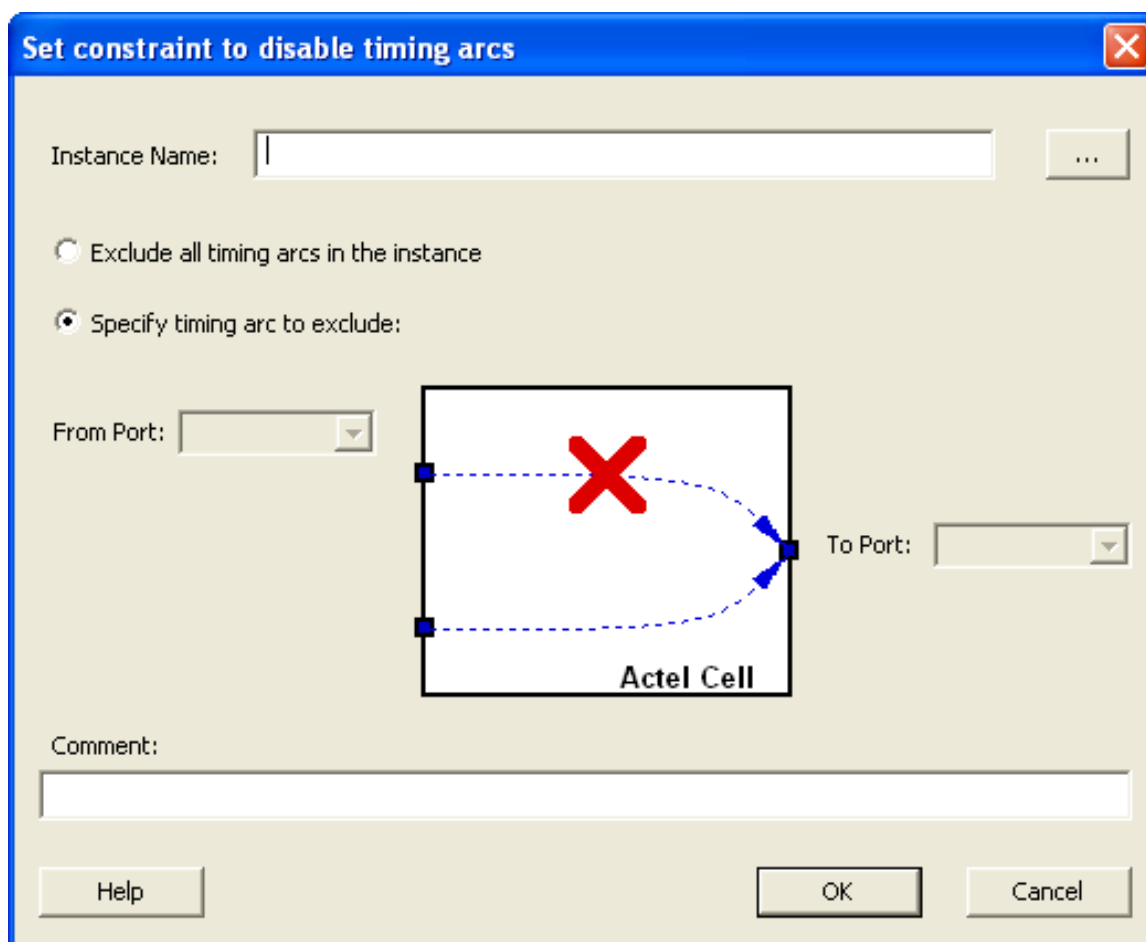 Set constraint to disable timing arcs
Instance Name:
...
Exclude all timing arcs in the instance
Specify timing arc to exclude:
From Port:
To Port:
Actel Cell
Comment:
Help
OK
Cancel